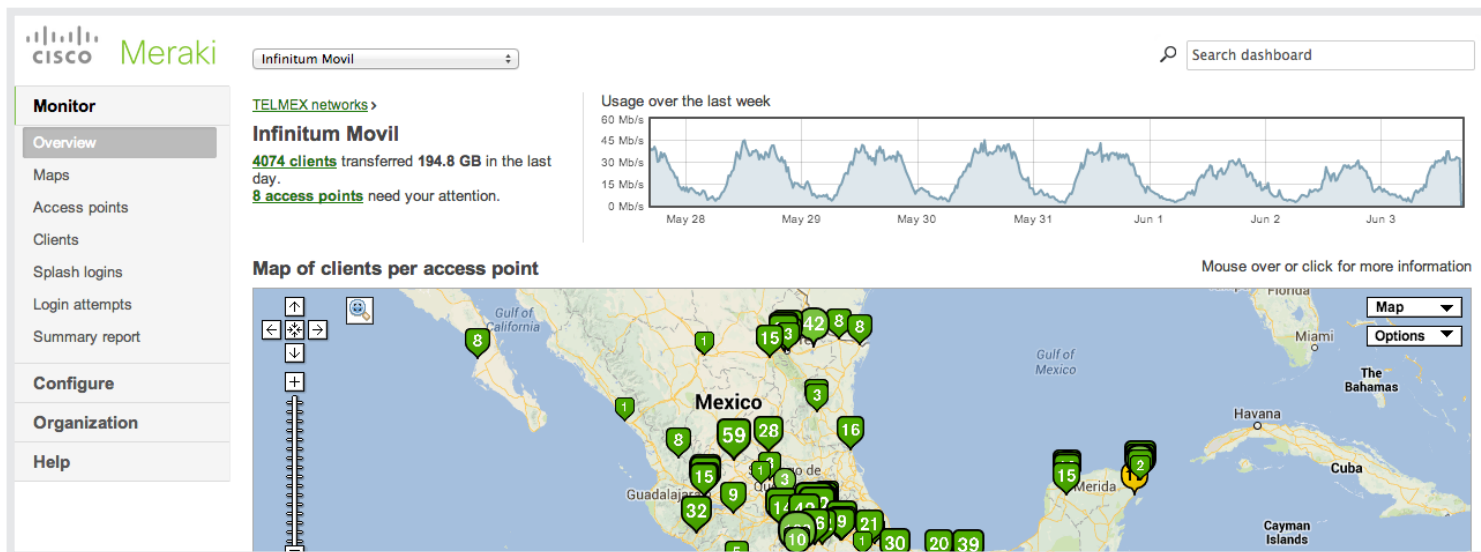 CISCO Meraki
Infinitum Movil
Search dashboard
Monitor
Overview
Maps
Access points
Clients
Splash logins
Login attempts
Summary report
Configure
Organization
Help
TELMEX networks ›
Infinitum Movil
4074 clients transferred 194.8 GB in the last
day.
8 access points need your attention.
Usage over the last week
60 Mb/s
45 Mb/s
30 Mb/s
15 Mb/s
0 Mb/s
May 28 May 29 May 30 May 31 Jun 1 Jun 2 Jun 3
Map of clients per access point
Mouse over or click for more information
Map
Options
Gulf of
California
Florida
Miami
Gulf of
Mexico
The
Bahamas
Mexico
Havana
Cuba
Merida
Guadalajara
Cayman
Islands
8
1
15
3
42
8
8
1
3
8
59
28
16
15
1
3
9
32
21
1
30
20
39
10
5
15
2